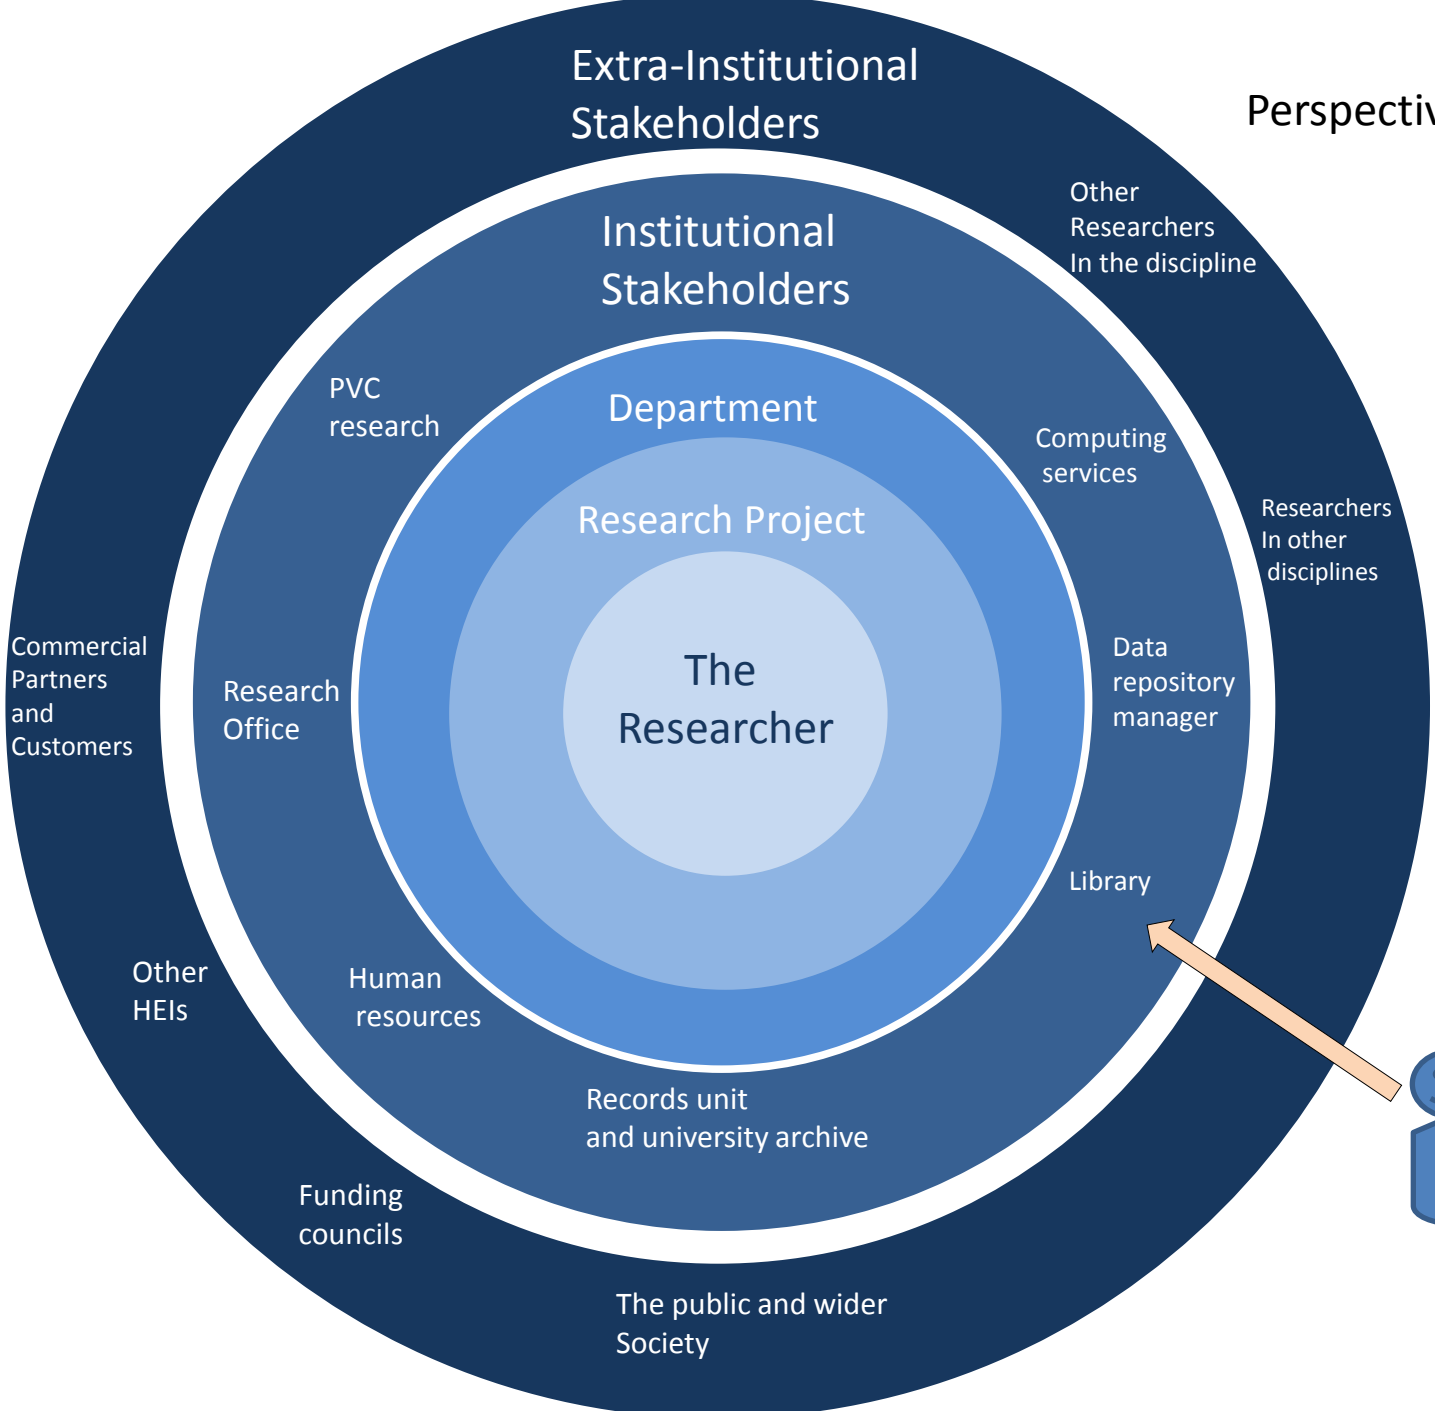 Extra-Institutional
Stakeholders
Other
Researchers
In the discipline
Institutional
Stakeholders
PVC
research
Department
Computing
services
Research Project
Researchers
In other
disciplines
Commercial
Partners
and
Customers
Research
Office
The
Researcher
Data
repository
manager
Library
Other
HEIs
Human
resources
Records unit
and university archive
Funding
councils
The public and wider
Society